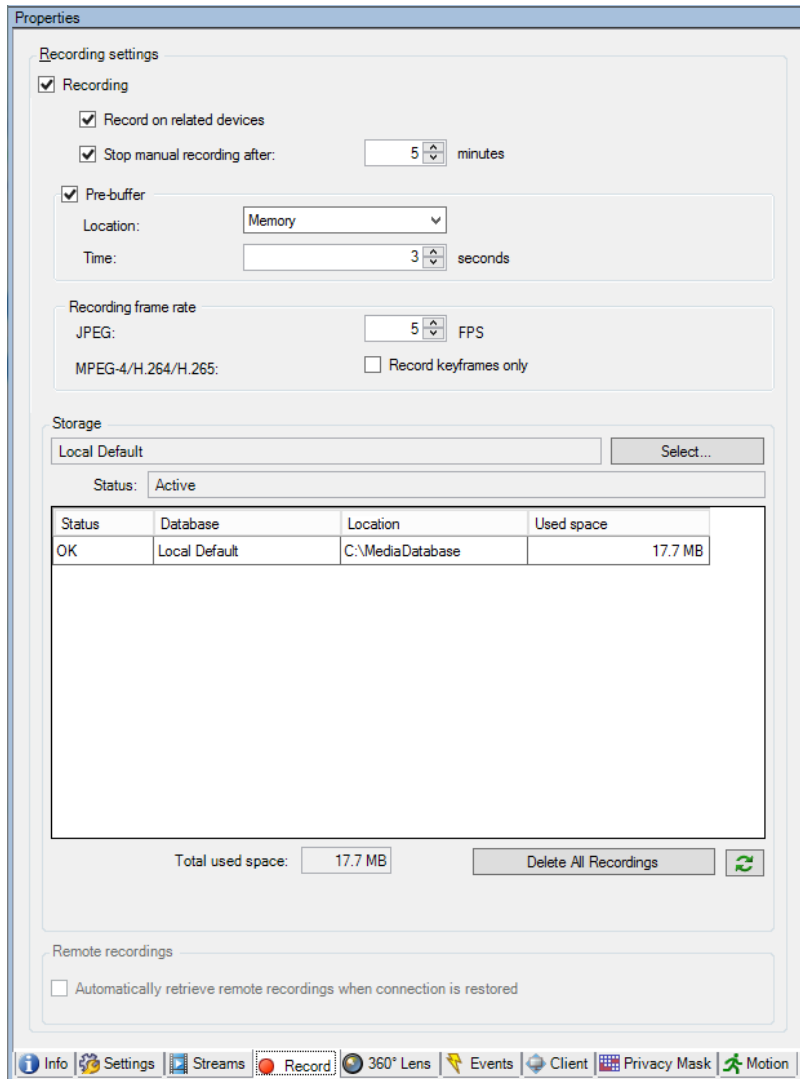 Properties
Recording settings
Recording
Record on related devices
Stop manual recording after: 5 minutes
Pre-buffer
Location: Memory
Time: 3 seconds
Recording frame rate
JPEG: 5 FPS
MPEG-4/H.264/H.265: Record keyframes only
Storage
Local Default Select...
Status: Active
Status Database Location Used space
OK Local Default C:\MediaDatabase 17.7 MB
Total used space: 17.7 MB Delete All Recordings
Remote recordings
Automatically retrieve remote recordings when connection is restored
Info Settings Streams Record 360° Lens Events Client Privacy Mask Motion